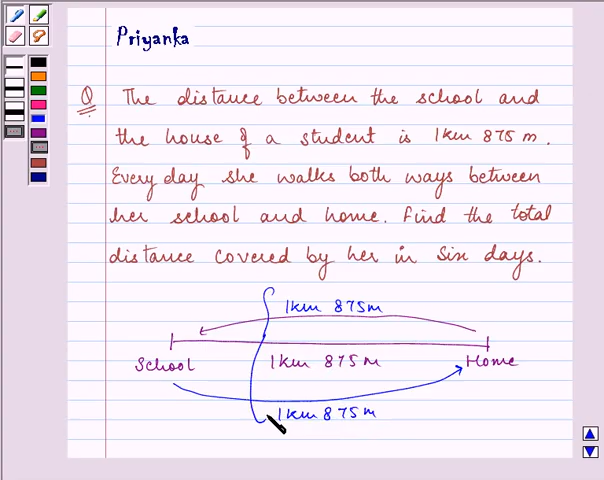 Priyanka
Q The distance between the school and
the house of a student is 1km 875 m.
Every day she walks both ways between
her school and home. Find the total
distance covered by her in Six days.
1km 875m
School 1km 875m Home
1km 875m